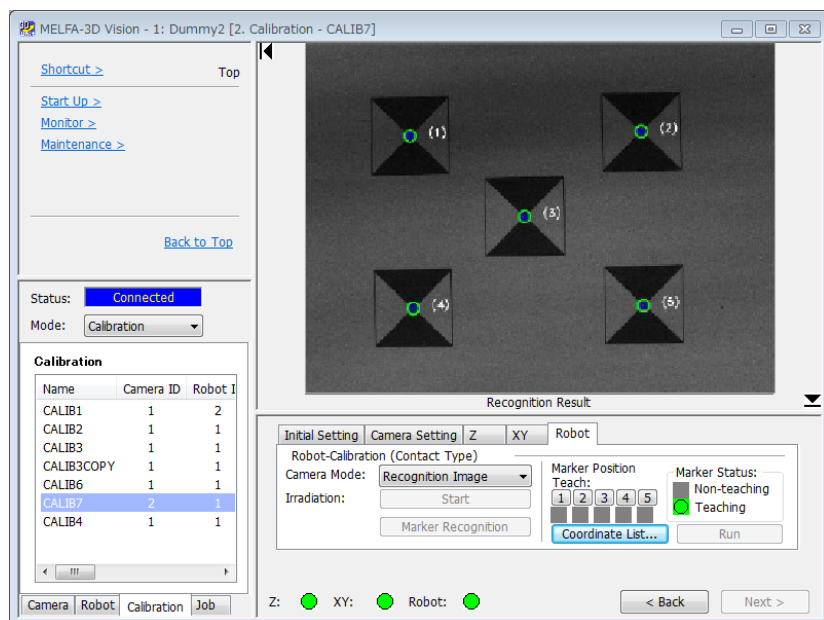 MELFA-3D Vision - 1: Dummy2 [2. Calibration - CALIB7]
Shortcut >
Top
Start Up >
Monitor >
Maintenance >
Back to Top
Status: Connected
Mode: Calibration
Calibration
Name Camera ID Robot I
CALIB1 1 2
CALIB2 1 1
CALIB3 1 1
CALIB3COPY 1 1
CALIB6 1 1
CALIB7 2 1
CALIB4 1 1
Camera Robot Calibration Job
(1) (2)
(3)
(4) (5)
Recognition Result
Initial Setting Camera Setting Z XY Robot
Robot-Calibration (Contact Type)
Camera Mode: Recognition Image
Irradiation: Start
Marker Recognition
Marker Position
Teach:
1 2 3 4 5
Coordinate List...
Marker Status:
Non-teaching
Teaching
Run
Z: XY: Robot:
< Back Next >